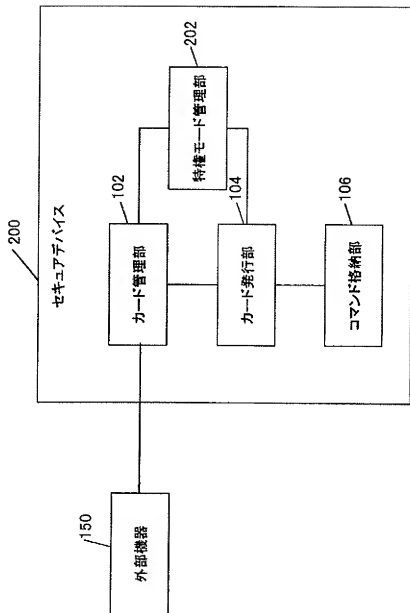 200
セキュアデバイス
202
特権モード管理部
102
カード管理部
104
カード発行部
106
コマンド格納部
150
外部機器